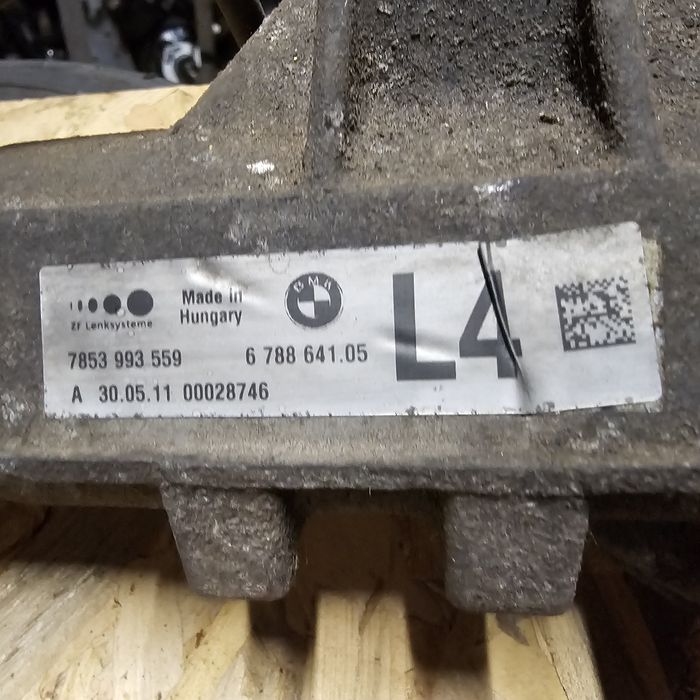 ZF Lenksysteme
Made in
Hungary
BMW
7853 993 559
6 788 641.05
L4
A 30.05.11 00028746